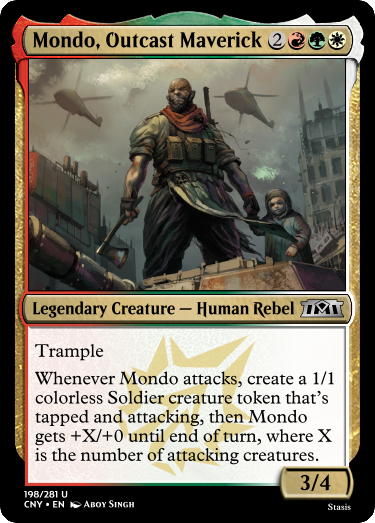 Mondo, Outcast Maverick 2
Legendary Creature — Human Rebel
Trample
Whenever Mondo attacks, create a 1/1
colorless Soldier creature token that's
tapped and attacking, then Mondo
gets +X/+0 until end of turn, where X
is the number of attacking creatures.
3/4
198/281 U
CNY • EN Aboy Singh
Stasis